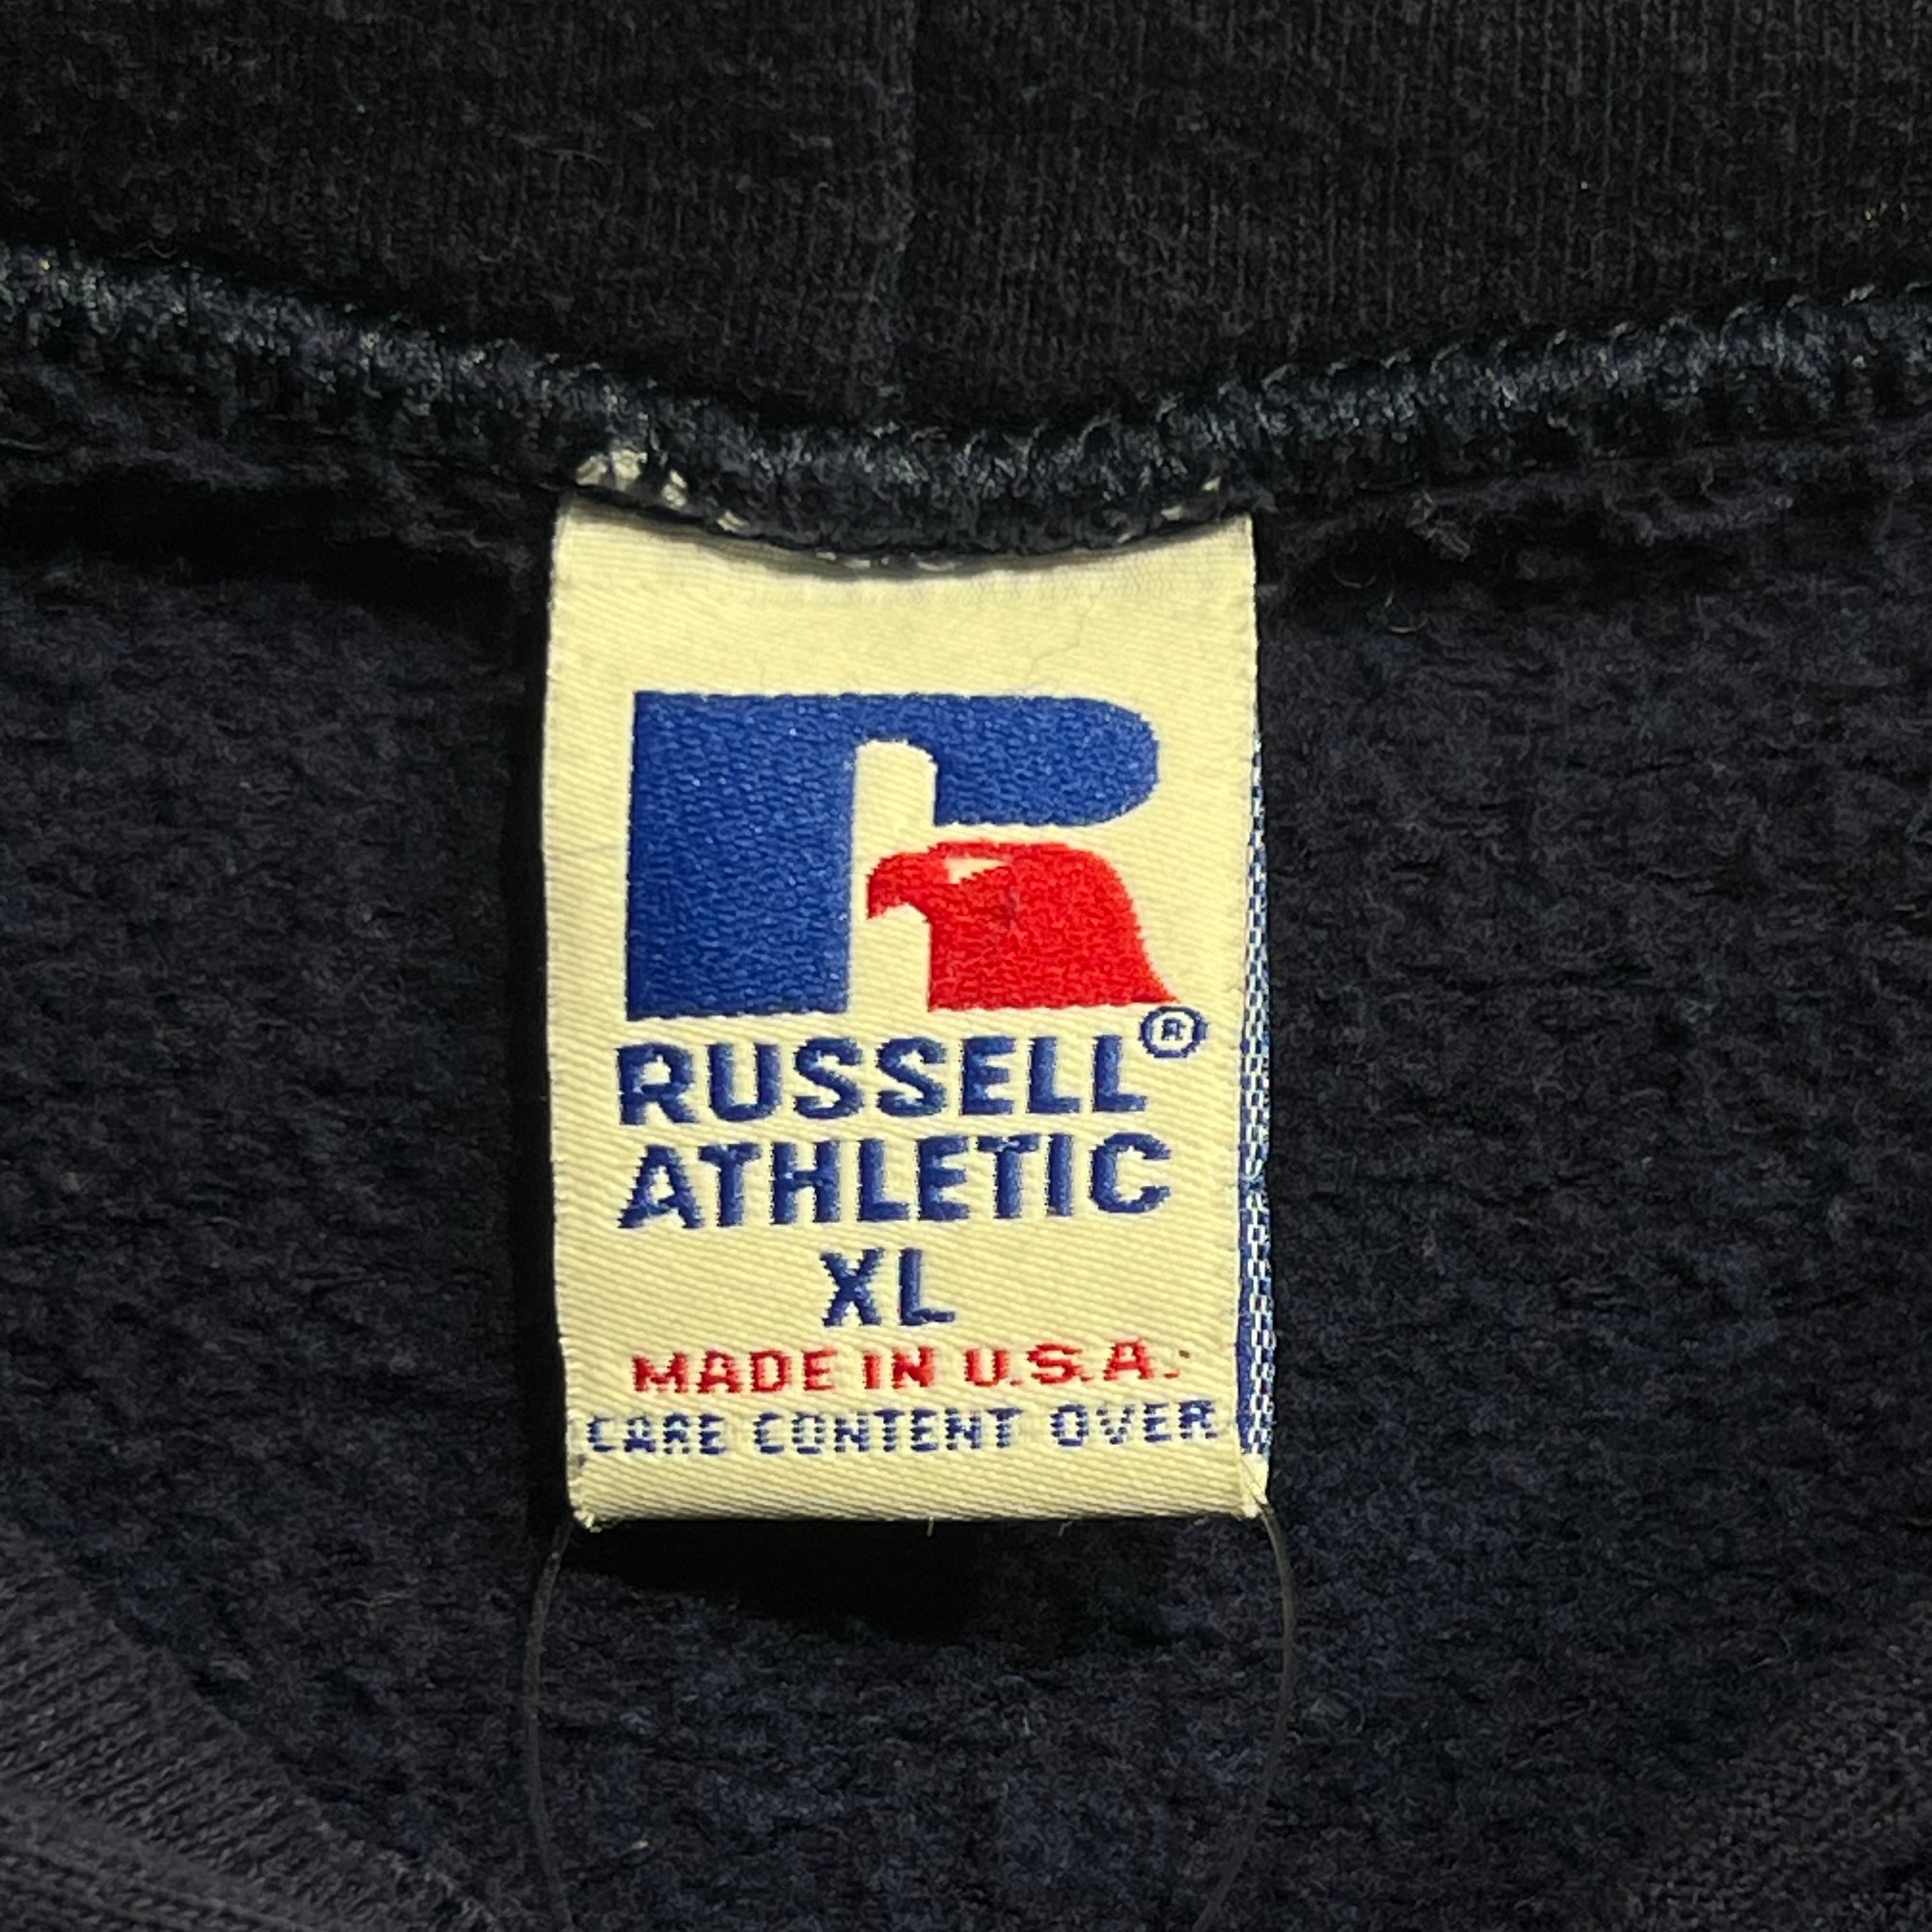 RUSSELL®
ATHLETIC
XL
MADE IN U.S.A.
CARE CONTENT OVER